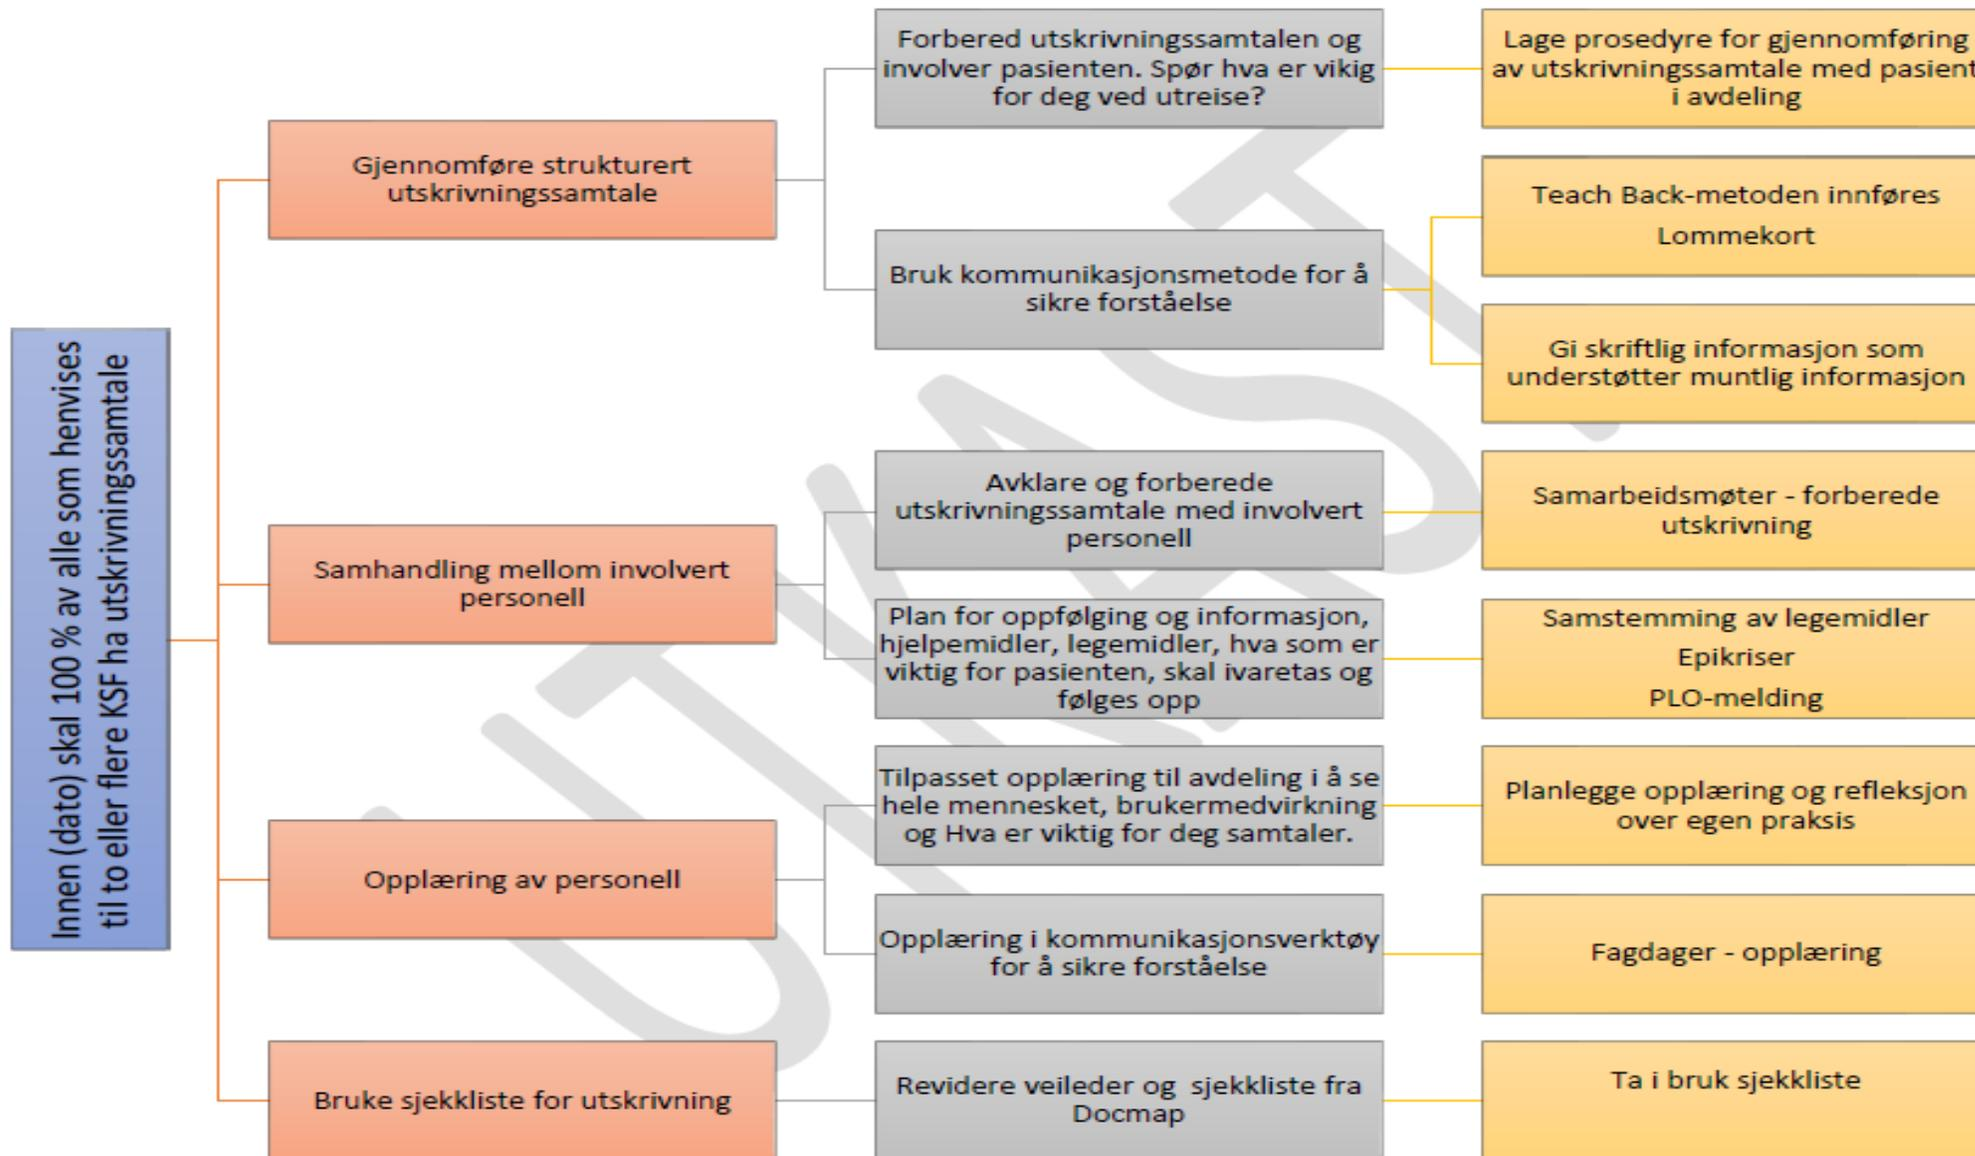 Innen (dato) skal 100 % av alle som henvises
til to eller flere KSF ha utskrivningssamtale
Gjennomføre strukturert
utskrivningssamtale
Forbered utskrivningssamtalen og
involver pasienten. Spør hva er vikig
for deg ved utreise?
Lage prosedyre for gjennomføring
av utskrivningssamtale med pasient
i avdeling
Bruk kommunikasjonsmetode for å
sikre forståelse
Teach Back-metoden innføres
Lommekort
Gi skriftlig informasjon som
understøtter muntlig informasjon
Samhandling mellom involvert
personell
Avklare og forberede
utskrivningssamtale med involvert
personell
Samarbeidsmøter - forberede
utskrivning
Plan for oppfølging og informasjon,
hjelpemidler, legemidler, hva som er
viktig for pasienten, skal ivaretas og
følges opp
Samstemming av legemidler
Epikriser
PLO-melding
Opplæring av personell
Tilpasset opplæring til avdeling i å se
hele mennesket, brukermedvirkning
og Hva er viktig for deg samtaler.
Planlegge opplæring og refleksjon
over egen praksis
Opplæring i kommunikasjonsverktøy
for å sikre forståelse
Fagdager - opplæring
Bruke sjekkliste for utskrivning
Revidere veileder og sjekkliste fra
Docmap
Ta i bruk sjekkliste
UTKAST